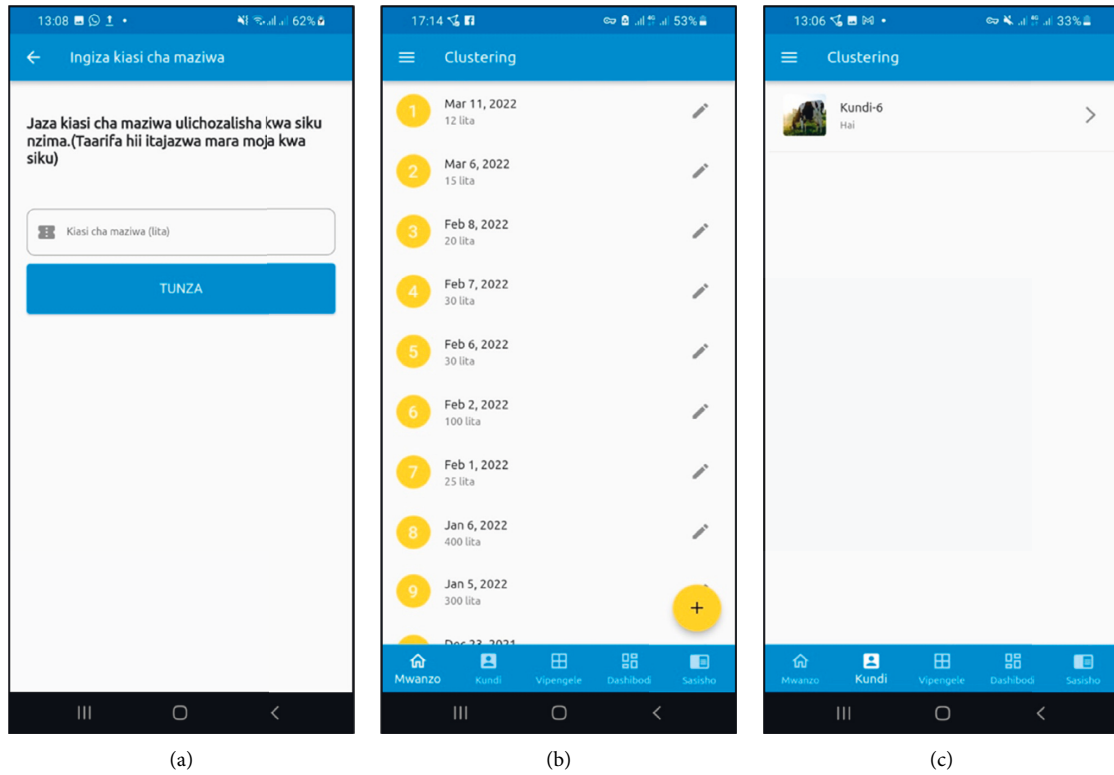 13:08
62%
Ingiza kiasi cha maziwa
Jaza kiasi cha maziwa ulichozalisha kwa siku
nzima.(Taarifa hii itajazwa mara moja kwa
siku)
Kiasi cha maziwa (lita)
TUNZA
(a)
17:14
53%
Clustering
1
Mar 11, 2022
12 lita
2
Mar 6, 2022
15 lita
3
Feb 8, 2022
20 lita
4
Feb 7, 2022
30 lita
5
Feb 6, 2022
30 lita
6
Feb 2, 2022
100 lita
7
Feb 1, 2022
25 lita
8
Jan 6, 2022
400 lita
9
Jan 5, 2022
300 lita
+
Dec 23, 2021
Mwanzo
Kundi
Vipengele
Dashibodi
Sasisho
(b)
13:06
33%
Clustering
Kundi-6
Hai
Mwanzo
Kundi
Vipengele
Dashibodi
Sasisho
(c)